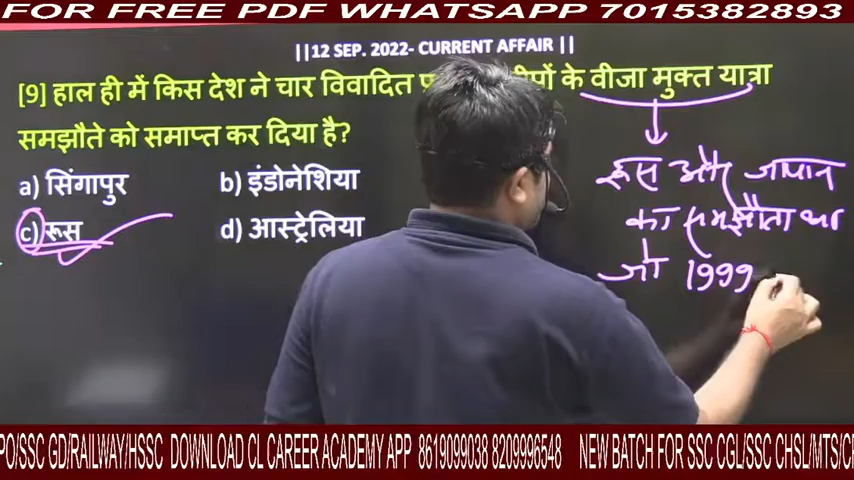 FOR FREE PDF WHATSAPP 7015382893
||12 SEP. 2022- CURRENT AFFAIR ||
[9] हाल ही में किस देश ने चार विवादित के वीजा मुक्त यात्रा
समझौते को समाप्त कर दिया है?
a) सिंगापुर
b) इंडोनेशिया
c) रूस
d) आस्ट्रेलिया
रूस और जापान
का समझौता था
जो 1999
PO/SSC GD/RAILWAY/HSSC DOWNLOAD CL CAREER ACADEMY APP 8619099038 8209996548 NEW BATCH FOR SSC CGL/SSC CHSL/MTS/